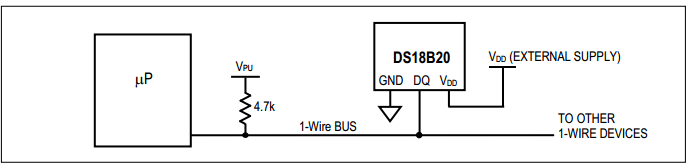 μP
VPU
4.7k
1-Wire BUS
DS18B20
GND DQ VDD
VDD (EXTERNAL SUPPLY)
TO OTHER
1-WIRE DEVICES